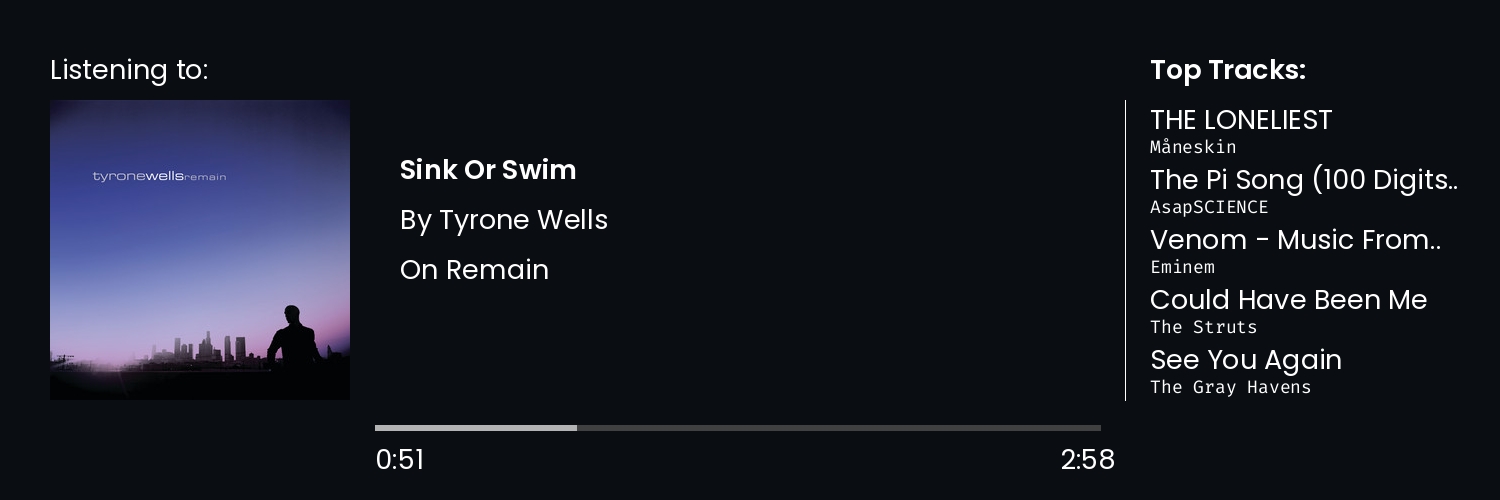 Listening to:
tyronewellsremain
Sink Or Swim
By Tyrone Wells
On Remain
0:51
2:58
Top Tracks:
THE LONELIEST
Måneskin
The Pi Song (100 Digits..
AsapSCIENCE
Venom - Music From..
Eminem
Could Have Been Me
The Struts
See You Again
The Gray Havens